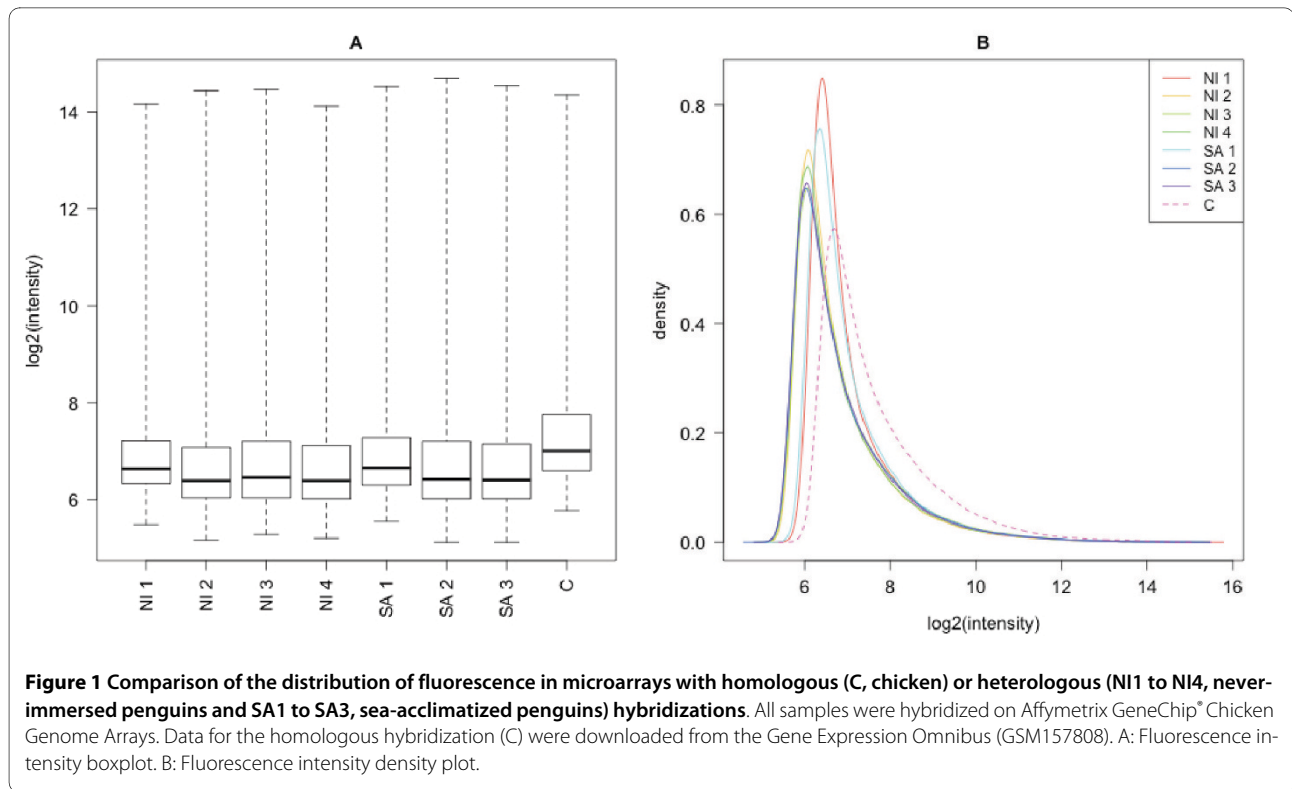 A
log2(intensity)
14
12
10
8
6
NI 1
NI 2
NI 3
NI 4
SA 1
SA 2
SA 3
C
B
density
0.8
0.6
0.4
0.2
0.0
6
8
10
12
14
16
log2(intensity)
NI 1
NI 2
NI 3
NI 4
SA 1
SA 2
SA 3
C
Figure 1 Comparison of the distribution of fluorescence in microarrays with homologous (C, chicken) or heterologous (NI1 to NI4, never-
immersed penguins and SA1 to SA3, sea-acclimatized penguins) hybridizations. All samples were hybridized on Affymetrix GeneChip® Chicken
Genome Arrays. Data for the homologous hybridization (C) were downloaded from the Gene Expression Omnibus (GSM157808). A: Fluorescence in-
tensity boxplot. B: Fluorescence intensity density plot.